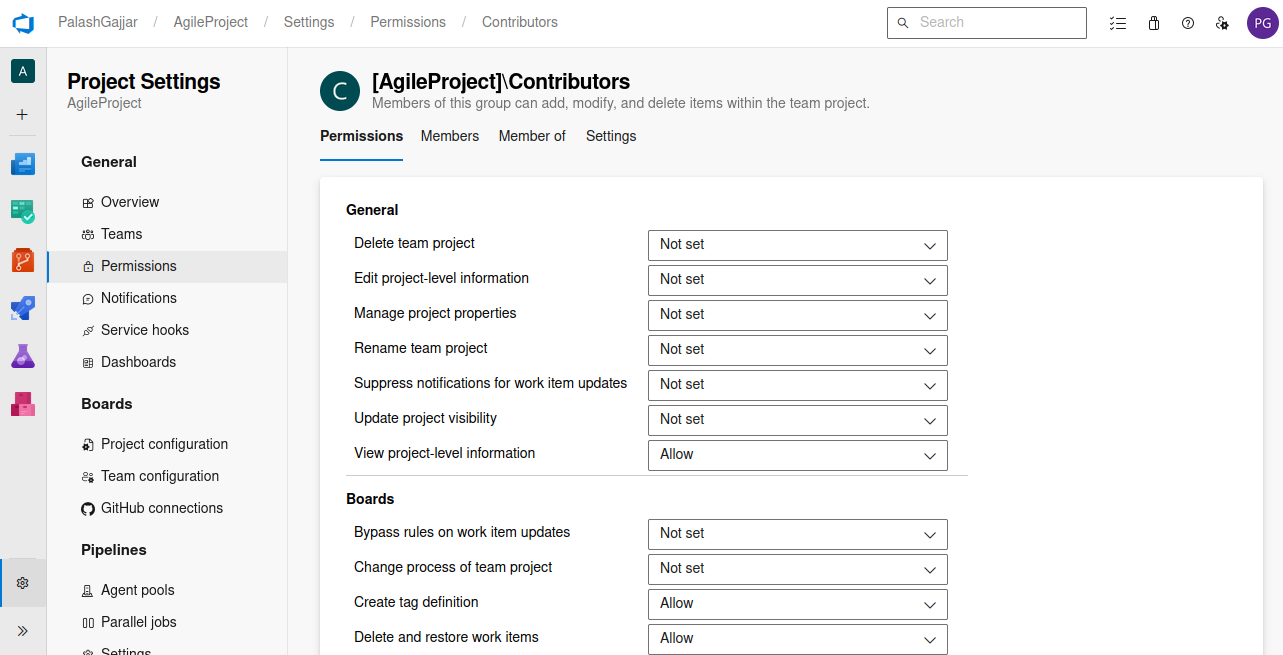 PalashGajjar / AgileProject / Settings / Permissions / Contributors
Search
PG
A
Project Settings
AgileProject
General
Overview
Teams
Permissions
Notifications
Service hooks
Dashboards
Boards
Project configuration
Team configuration
GitHub connections
Pipelines
Agent pools
Parallel jobs
Settings
C
[AgileProject]\Contributors
Members of this group can add, modify, and delete items within the team project.
Permissions Members Member of Settings
General
Delete team project Not set
Edit project-level information Not set
Manage project properties Not set
Rename team project Not set
Suppress notifications for work item updates Not set
Update project visibility Not set
View project-level information Allow
Boards
Bypass rules on work item updates Not set
Change process of team project Not set
Create tag definition Allow
Delete and restore work items Allow